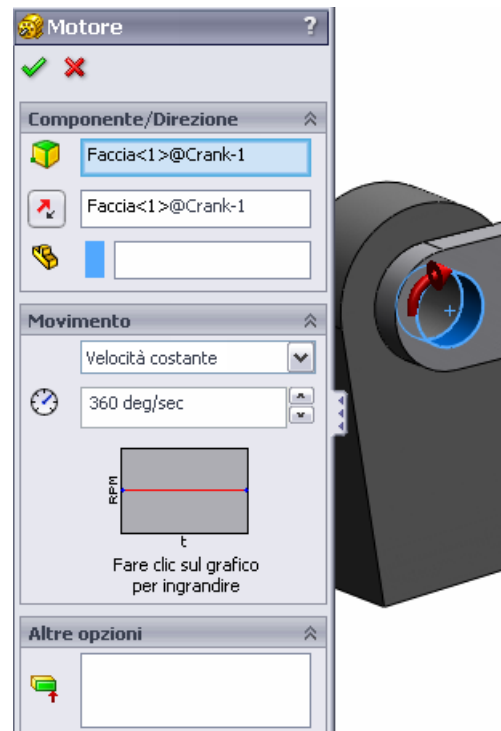 Motore ?
Componente/Direzione
Faccia<1>@Crank-1
Faccia<1>@Crank-1
Movimento
Velocità costante
360 deg/sec
RPM
t
Fare clic sul grafico
per ingrandire
Altre opzioni